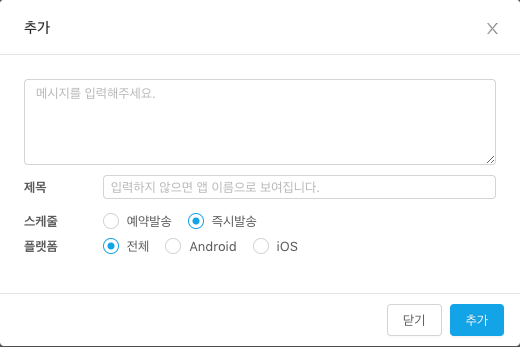 추가
메시지를 입력해주세요.
제목 입력하지 않으면 앱 이름으로 보여집니다.
스케줄 예약발송 즉시발송
플랫폼 전체 Android iOS
닫기 추가